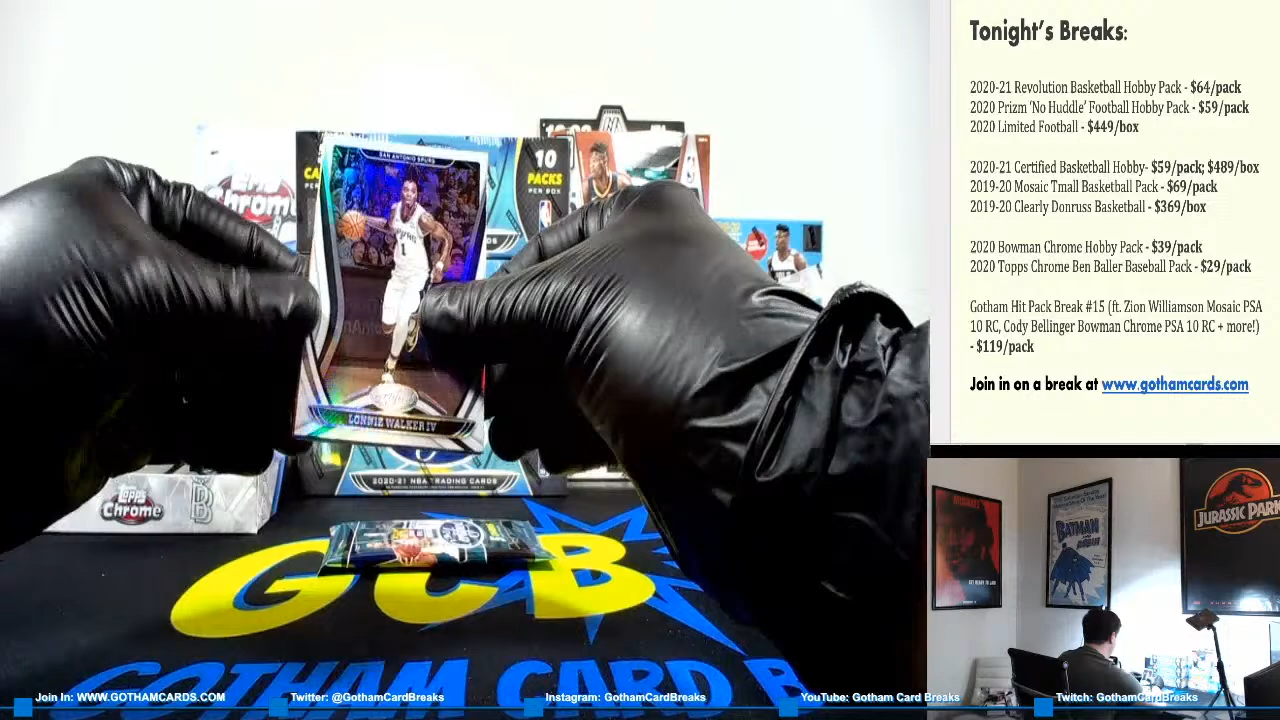 Tonight's Breaks:
2020-21 Revolution Basketball Hobby Pack - $64/pack
2020 Prizm 'No Huddle' Football Hobby Pack - $59/pack
2020 Limited Football - $449/box
2020-21 Certified Basketball Hobby- $59/pack; $489/box
2019-20 Mosaic Tmall Basketball Pack - $69/pack
2019-20 Clearly Donruss Basketball - $369/box
2020 Bowman Chrome Hobby Pack - $39/pack
2020 Topps Chrome Ben Baller Baseball Pack - $29/pack
Gotham Hit Pack Break #15 (ft. Zion Williamson Mosaic PSA
10 RC, Cody Bellinger Bowman Chrome PSA 10 RC + more!)
- $119/pack
Join in on a break at www.gothamcards.com
SAN ANTONIO SPURS
1
LONNIE WALKER IV
10
PACKS
PER BOX
Chrome
2020-21 NBA TRADING CARDS
Topps
Chrome
B
GCB
GOTHAM CARD B
BATMAN
JURASSIC PARK
Join In: WWW.GOTHAMCARDS.COM
Twitter: @GothamCardBreaks
Instagram: GothamCardBreaks
YouTube: Gotham Card Breaks
Twitch: GothamCardBreaks